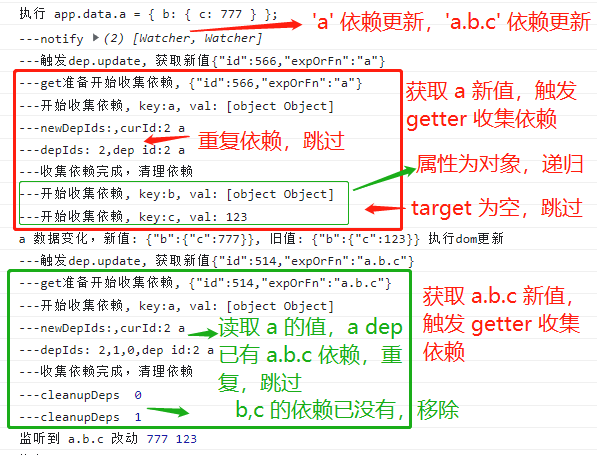 执行 app.data.a = { b: { c: 777 } };
'a' 依赖更新，'a.b.c' 依赖更新
---notify ▶(2) [Watcher, Watcher]
---触发dep.update, 获取新值{"id":566,"expOrFn":"a"}
---get准备开始收集依赖, {"id":566,"expOrFn":"a"}
---开始收集依赖, key:a, val: [object Object]
---newDepIds:,curId:2 a
---depIds: 2,dep id:2 a
---收集依赖完成，清理依赖
---开始收集依赖, key:b, val: [object Object]
---开始收集依赖, key:c, val: 123
获取 a 新值，触发
getter 收集依赖
重复依赖，跳过
属性为对象，递归
target 为空，跳过
a 数据变化，新值: {"b":{"c":777}}, 旧值: {"b":{"c":123}} 执行dom更新
---触发dep.update, 获取新值{"id":514,"expOrFn":"a.b.c"}
---get准备开始收集依赖, {"id":514,"expOrFn":"a.b.c"}
---开始收集依赖, key:a, val: [object Object]
---newDepIds:,curId:2 a
---depIds: 2,1,0,dep id:2 a
---收集依赖完成，清理依赖
---cleanupDeps 0
---cleanupDeps 1
获取 a.b.c 新值，
触发 getter 收集
依赖
读取 a 的值，a dep
已有 a.b.c 依赖，重
复，跳过
b,c 的依赖已没有，移除
监听到 a.b.c 改动 777 123